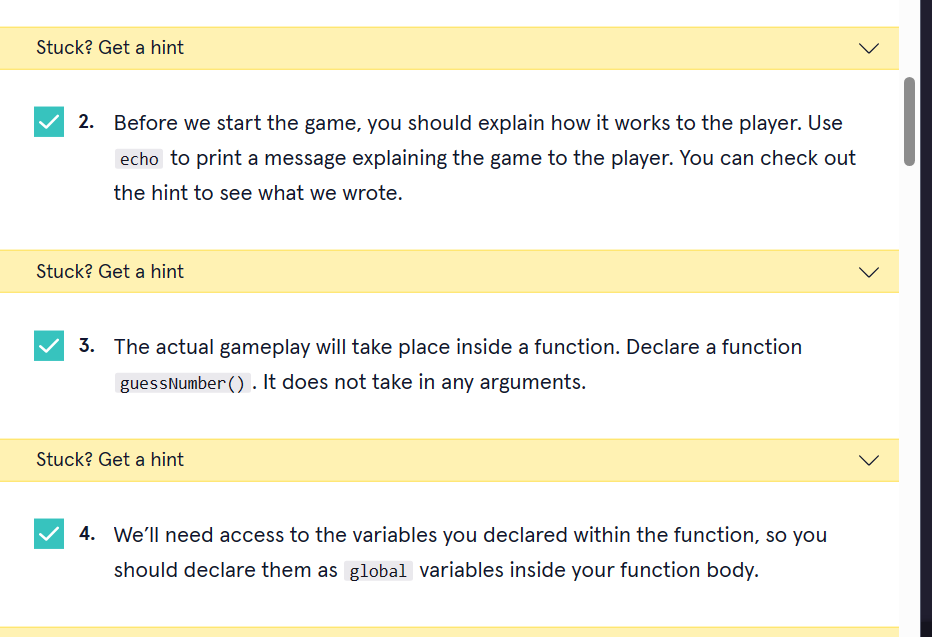 Stuck? Get a hint
2. Before we start the game, you should explain how it works to the player. Use
echo to print a message explaining the game to the player. You can check out
the hint to see what we wrote.
Stuck? Get a hint
3. The actual gameplay will take place inside a function. Declare a function
guessNumber(). It does not take in any arguments.
Stuck? Get a hint
4. We’ll need access to the variables you declared within the function, so you
should declare them as global variables inside your function body.